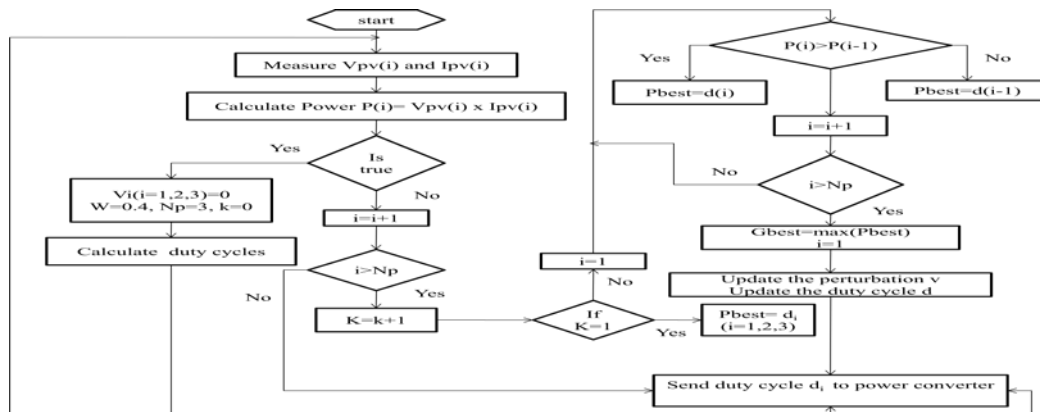 start
Measure Vpv(i) and Ipv(i)
Calculate Power P(i)= Vpv(i) x Ipv(i)
Yes
Is
true
No
Vi(i=1,2,3)=0
W=0.4, Np=3, k=0
Calculate duty cycles
i=i+1
i>Np
No
Yes
K=k+1
If
K=1
No
Yes
i=1
Pbest= dᵢ
(i=1,2,3)
P(i)>P(i-1)
Yes
No
Pbest=d(i)
Pbest=d(i-1)
i=i+1
i>Np
No
Yes
Gbest=max(Pbest)
i=1
Update the perturbation v
Update the duty cycle d
Send duty cycle dᵢ to power converter